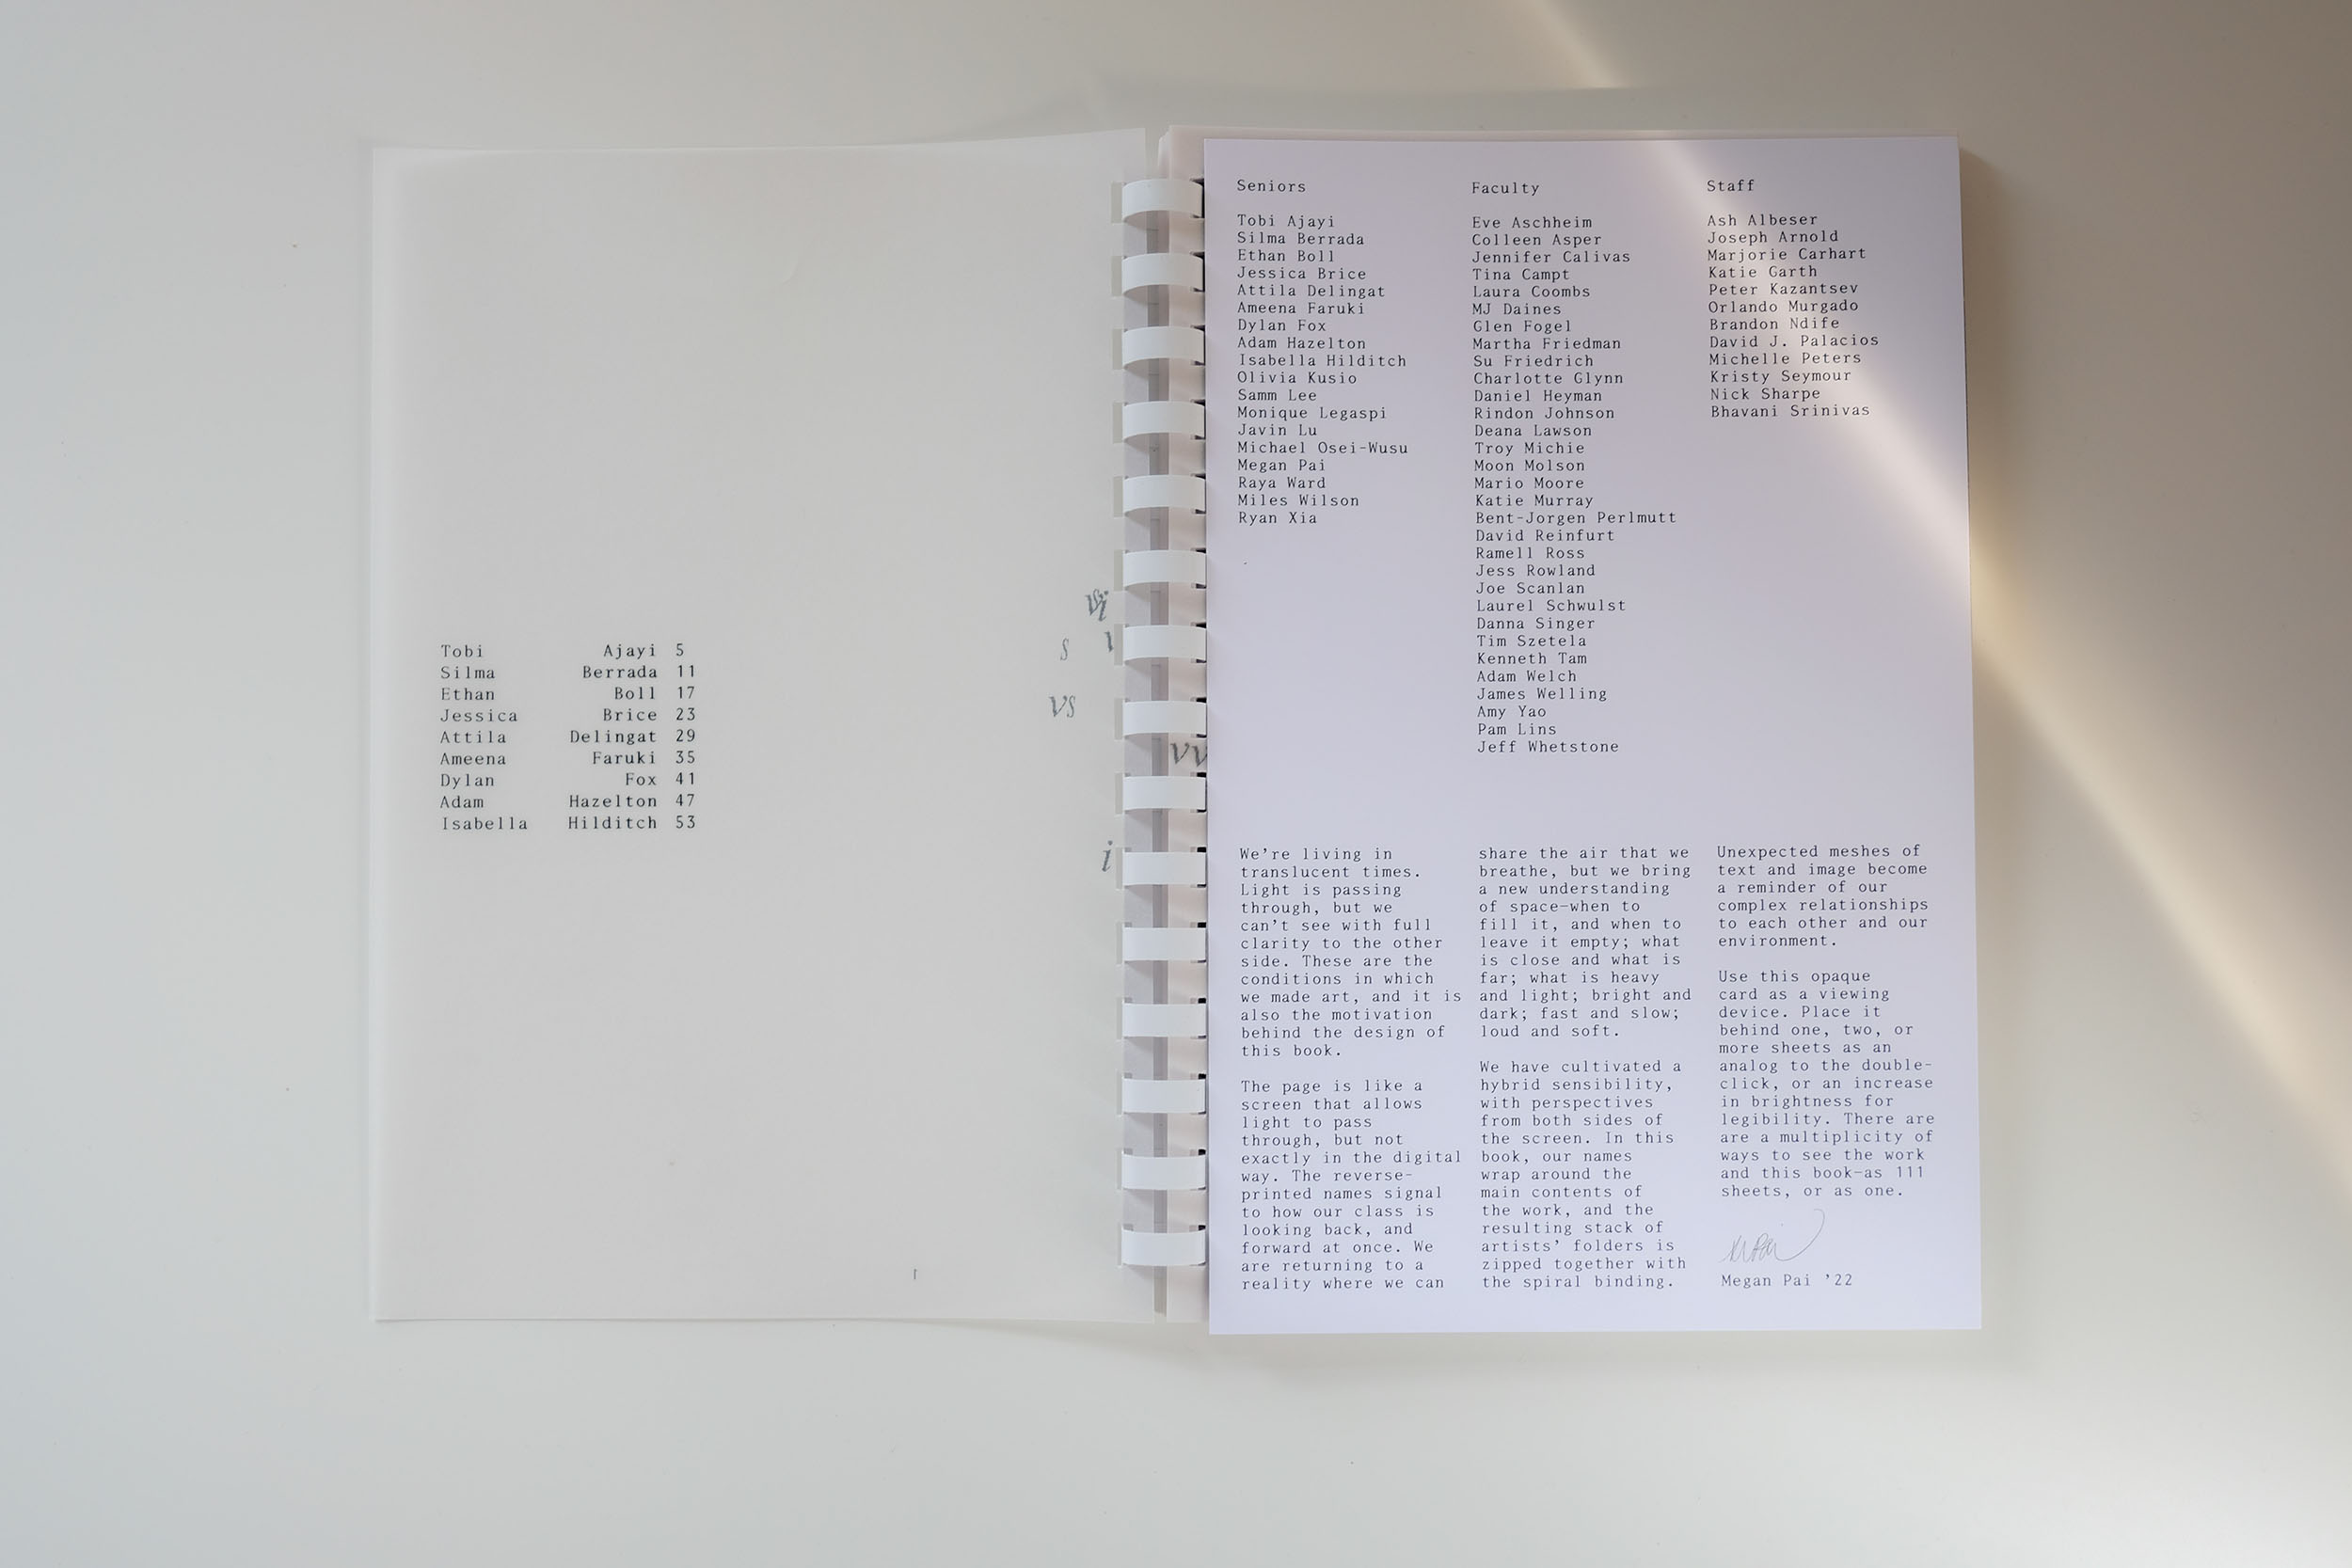 Tobi Ajayi 5
Silma Berrada 11
Ethan Boll 17
Jessica Brice 23
Attila Delingat 29
Ameena Faruki 35
Dylan Fox 41
Adam Hazelton 47
Isabella Hilditch 53
s
vs
vv
i
Seniors
Tobi Ajayi
Silma Berrada
Ethan Boll
Jessica Brice
Attila Delingat
Ameena Faruki
Dylan Fox
Adam Hazelton
Isabella Hilditch
Olivia Kusio
Samm Lee
Monique Legaspi
Javin Lu
Michael Osei-Wusu
Megan Pai
Raya Ward
Miles Wilson
Ryan Xia
Faculty
Eve Aschheim
Colleen Asper
Jennifer Calivas
Tina Campt
Laura Coombs
MJ Daines
Glen Fogel
Martha Friedman
Su Friedrich
Charlotte Glynn
Daniel Heyman
Rindon Johnson
Deana Lawson
Troy Michie
Moon Molson
Mario Moore
Katie Murray
Bent-Jorgen Perlmutt
David Reinfurt
Ramell Ross
Jess Rowland
Joe Scanlan
Laurel Schwulst
Danna Singer
Tim Szetela
Kenneth Tam
Adam Welch
James Welling
Amy Yao
Pam Lins
Jeff Whetstone
Staff
Ash Albeser
Joseph Arnold
Marjorie Carhart
Katie Garth
Peter Kazantsev
Orlando Murgado
Brandon Ndife
David J. Palacios
Michelle Peters
Kristy Seymour
Nick Sharpe
Bhavani Srinivas
We’re living in
translucent times.
Light is passing
through, but we
can’t see with full
clarity to the other
side. These are the
conditions in which
we made art, and it is
also the motivation
behind the design of
this book.
The page is like a
screen that allows
light to pass
through, but not
exactly in the digital
way. The reverse-
printed names signal
to how our class is
looking back, and
forward at once. We
are returning to a
reality where we can
share the air that we
breathe, but we bring
a new understanding
of space—when to
fill it, and when to
leave it empty; what
is close and what is
far; what is heavy
and light; bright and
dark; fast and slow;
loud and soft.
We have cultivated a
hybrid sensibility,
with perspectives
from both sides of
the screen. In this
book, our names
wrap around the
main contents of
the work, and the
resulting stack of
artists’ folders is
zipped together with
the spiral binding.
Unexpected meshes of
text and image become
a reminder of our
complex relationships
to each other and our
environment.
Use this opaque
card as a viewing
device. Place it
behind one, two, or
more sheets as an
analog to the double-
click, or an increase
in brightness for
legibility. There are
are a multiplicity of
ways to see the work
and this book—as 111
sheets, or as one.
Megan Pai ’22